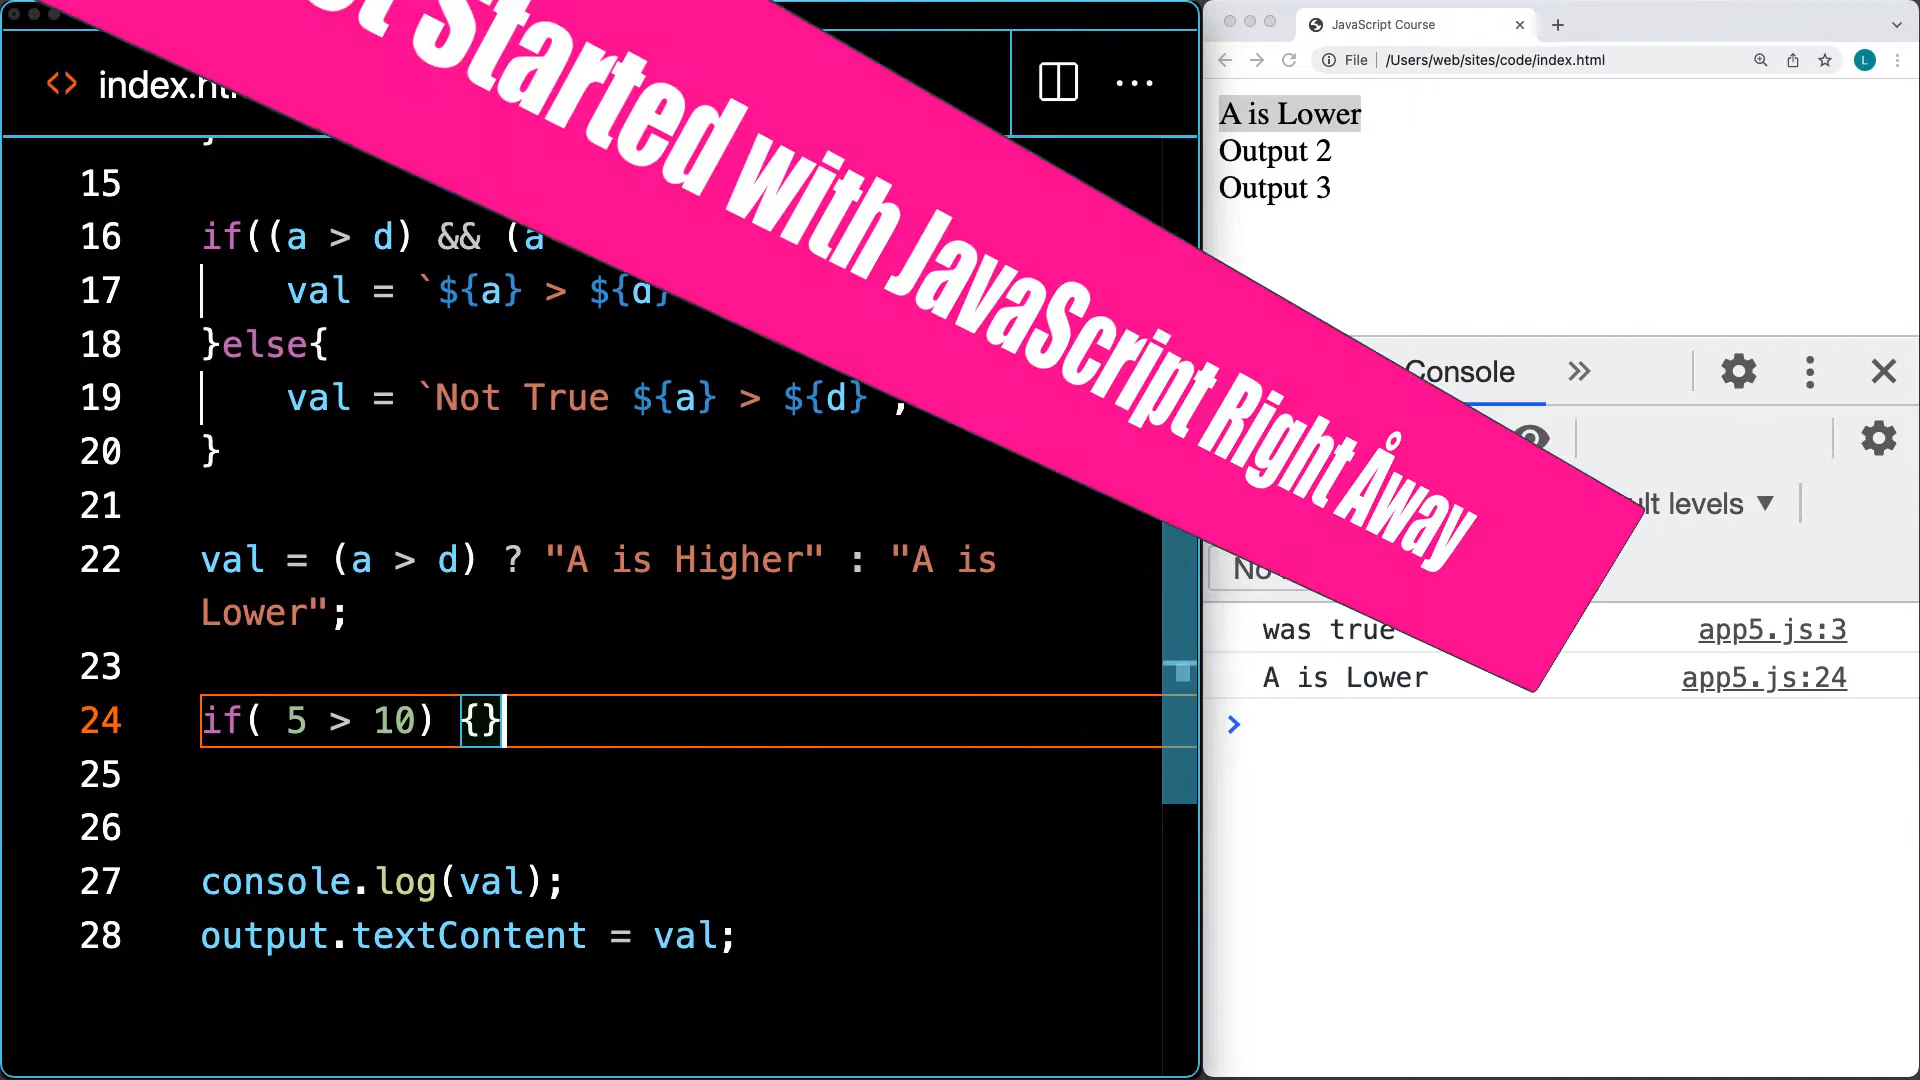 Started with JavaScript Right Åway
15
16 if((a > d) && (a
17 val = `${a} > ${d}
18 }else{
19 val = `Not True ${a} > ${d} ;
20 }
21
22 val = (a > d) ? "A is Higher" : "A is
Lower";
23
24 if( 5 > 10) {}
25
26
27 console.log(val);
28 output.textContent = val;
JavaScript Course
File /Users/web/sites/code/index.html
L
A is Lower
Output 2
Output 3
Console
levels
was true app5.js:3
A is Lower app5.js:24